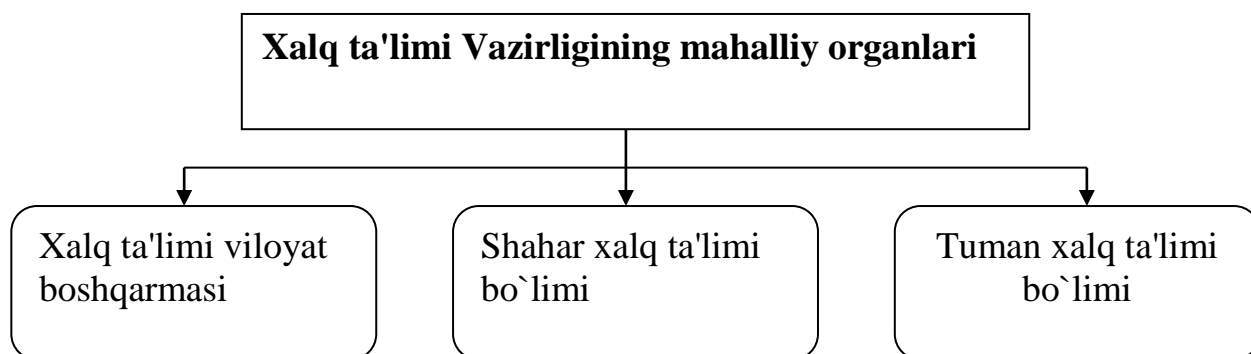 Xalq ta'limi Vazirligining mahalliy organlari
Xalq ta'limi viloyat
boshqarmasi
Shahar xalq ta'limi
bo`limi
Tuman xalq ta'limi
bo`limi